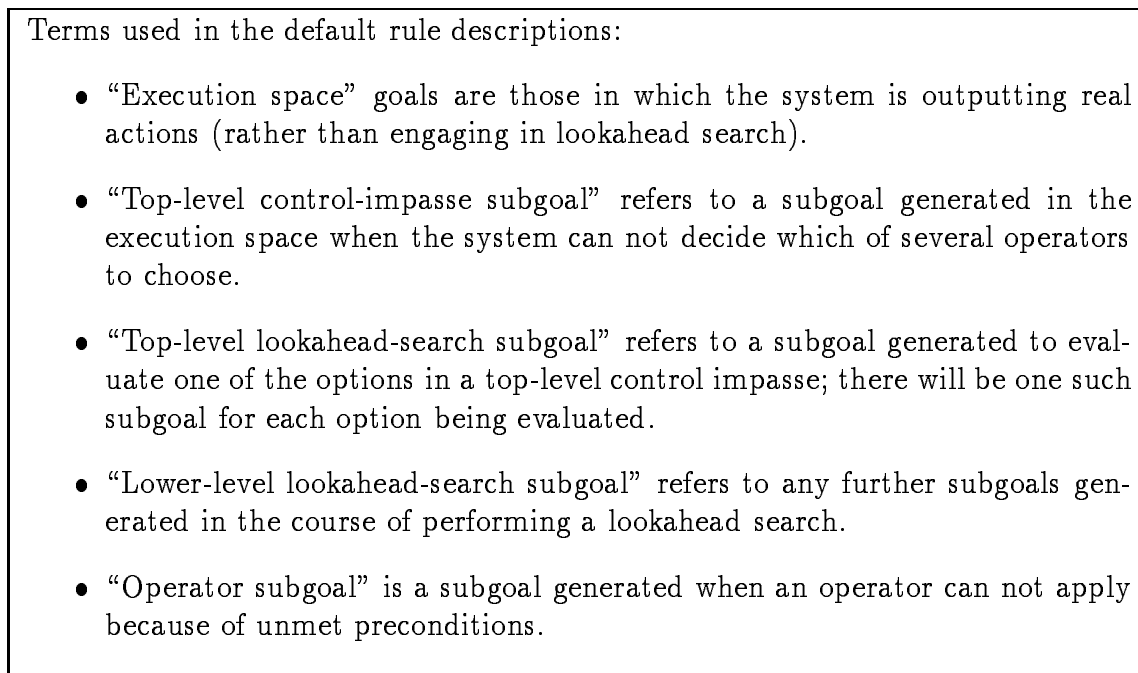 Terms used in the default rule descriptions:
• “Execution space” goals are those in which the system is outputting real
actions (rather than engaging in lookahead search).
• “Top-level control-impasse subgoal” refers to a subgoal generated in the
execution space when the system can not decide which of several operators
to choose.
• “Top-level lookahead-search subgoal” refers to a subgoal generated to eval-
uate one of the options in a top-level control impasse; there will be one such
subgoal for each option being evaluated.
• “Lower-level lookahead-search subgoal” refers to any further subgoals gen-
erated in the course of performing a lookahead search.
• “Operator subgoal” is a subgoal generated when an operator can not apply
because of unmet preconditions.